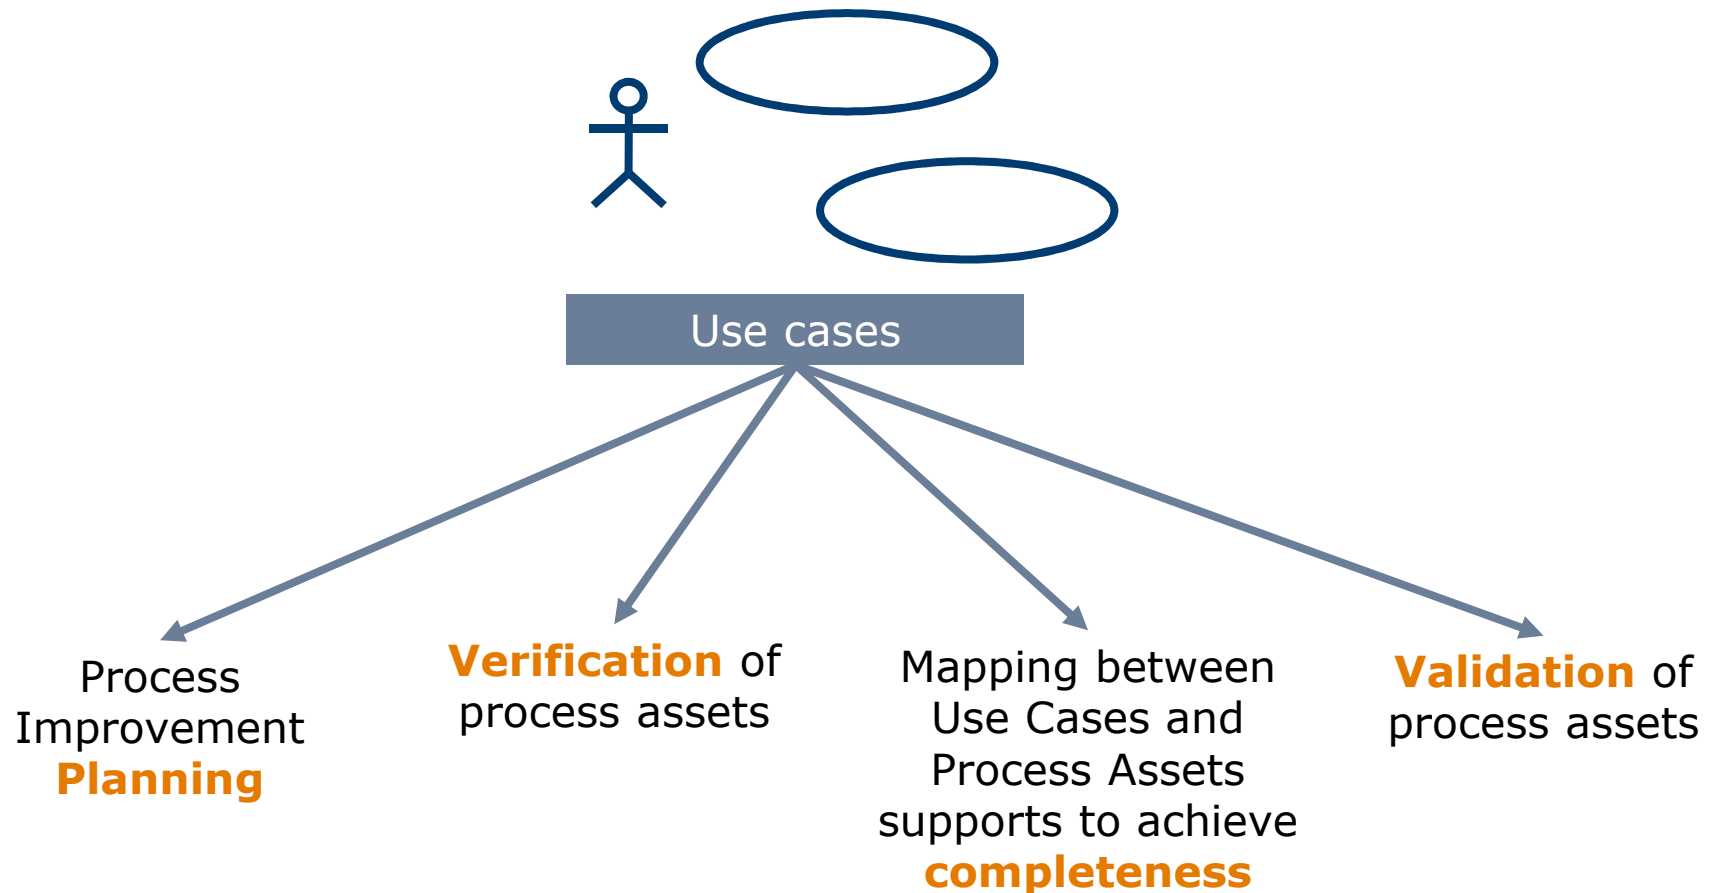 Use cases
Process
Improvement
Planning
Verification of
process assets
Mapping between
Use Cases and
Process Assets
supports to achieve
completeness
Validation of
process assets